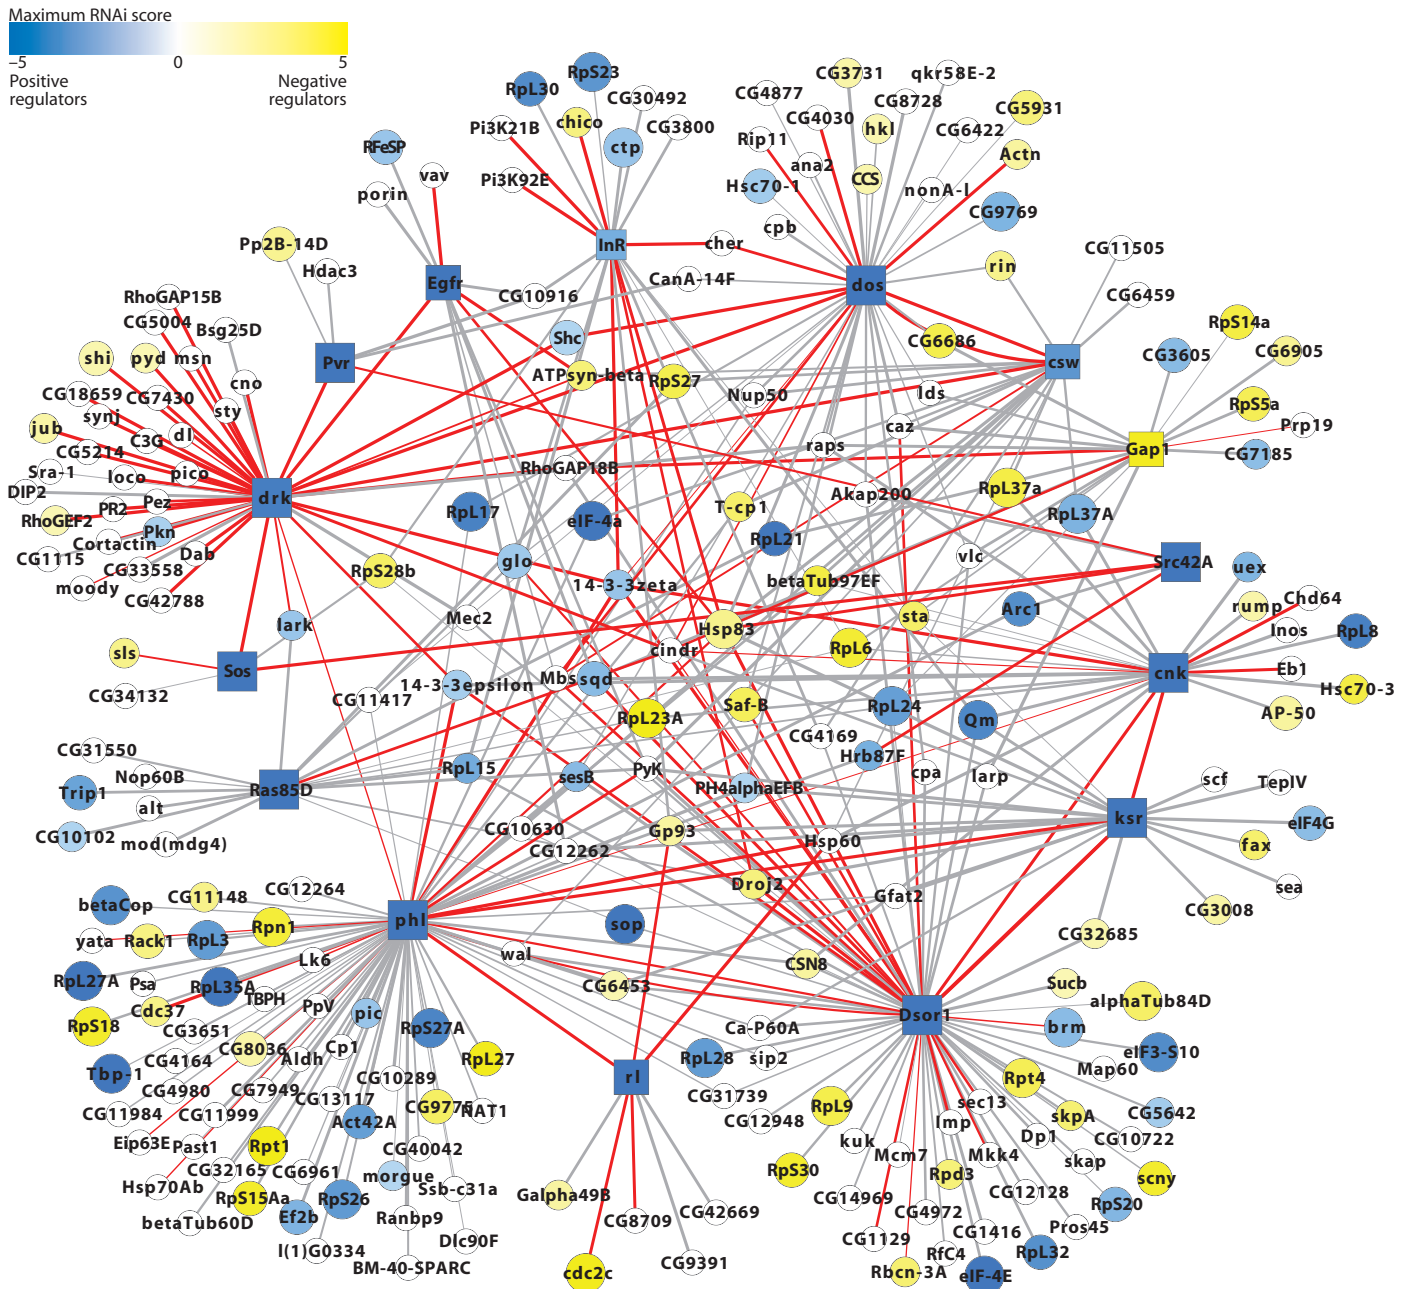 Maximum RNAi score
−5 0 5
Positive regulators
Negative regulators
RpL30
RpS23
CG30492
Pi3K21B
chico
CG3800
ctp
Pi3K92E
RFeSP
vav
porin
InR
cher
CanA-14F
CG4877
CG3731
qkr58E-2
CG8728
CG5931
CG4030
hkl
CG6422
Rip11
ana2
Actn
Hsc70-1
CCS
nonA-l
CG9769
cpb
dos
rin
CG11505
CG6459
Pp2B-14D
Hdac3
Egfr
CG10916
RhoGAP15B
CG5004
Bsg25D
Shc
Pvr
shi
pyd
msn
cno
ATPsyn-beta
RpS27
CG6686
csw
CG3605
RpS14a
CG6905
CG18659
CG7430
synj
sty
Nup50
lds
RpS5a
jub
C3G
dl
caz
Prp19
CG5214
raps
Gap1
CG7185
Sra-1
loco
pico
RhoGAP18B
DIP2
PR2
Pez
drk
RpL17
eIF-4a
T-cp1
Akap200
RpL37a
RpL37A
RhoGEF2
Pkn
Cortactin
RpL21
CG1115
CG33558
Dab
vlc
Src42A
moody
CG42788
RpS28b
glo
14-3-3zeta
betaTub97EF
uex
lark
Mec2
Hsp83
sta
Arc1
rump
Chd64
Inos
RpL8
sls
Sos
cindr
RpL6
cnk
Eb1
Hsc70-3
CG34132
CG11417
14-3-3epsilon
Mbs
sqd
RpL23A
Saf-B
RpL24
Qm
AP-50
CG31550
CG4169
Hrb87F
Nop60B
Trip1
Ras85D
RpL15
sesB
PyK
PH4alphaEFB
cpa
larp
scf
TepIV
alt
CG10102
mod(mdg4)
CG10630
CG12262
Gp93
Hsp60
ksr
eIF4G
fax
sea
CG12264
CG11148
betaCop
Droj2
Gfat2
CG3008
phl
sop
yata
Rack1
RpL3
Rpn1
CG32685
Lk6
wal
CSN8
RpL27A
Psa
RpL35A
TBPH
CG6453
Sucb
Cdc37
PpV
alphaTub84D
RpS18
CG3651
pic
RpS27A
Dsor1
brm
Ca-P60A
CG8036
Aldh
Cp1
RpL27
RpL28
sip2
eIF3-S10
CG4164
Map60
Tbp-1
CG4980
CG7949
CG10289
rl
Rpt4
CG31739
CG11984
CG11999
CG13117
CG9775
NAT1
CG12948
RpL9
sec13
skpA
CG5642
Act42A
Imp
Eip63E
Past1
Rpt1
CG40042
kuk
Dp1
CG10722
CG32165
CG6961
morgue
RpS30
Mcm7
Mkk4
skap
Hsp70Ab
Ssb-c31a
Rpd3
scny
RpS15Aa
Ef2b
RpS26
Galpha49B
CG14969
CG12128
RpS20
betaTub60D
Ranbp9
CG8709
CG42669
CG4972
Pros45
l(1)G0334
Dlc90F
CG1129
CG1416
RfC4
RpL32
BM-40-SPARC
cdc2c
CG9391
Rbcn-3A
eIF-4E